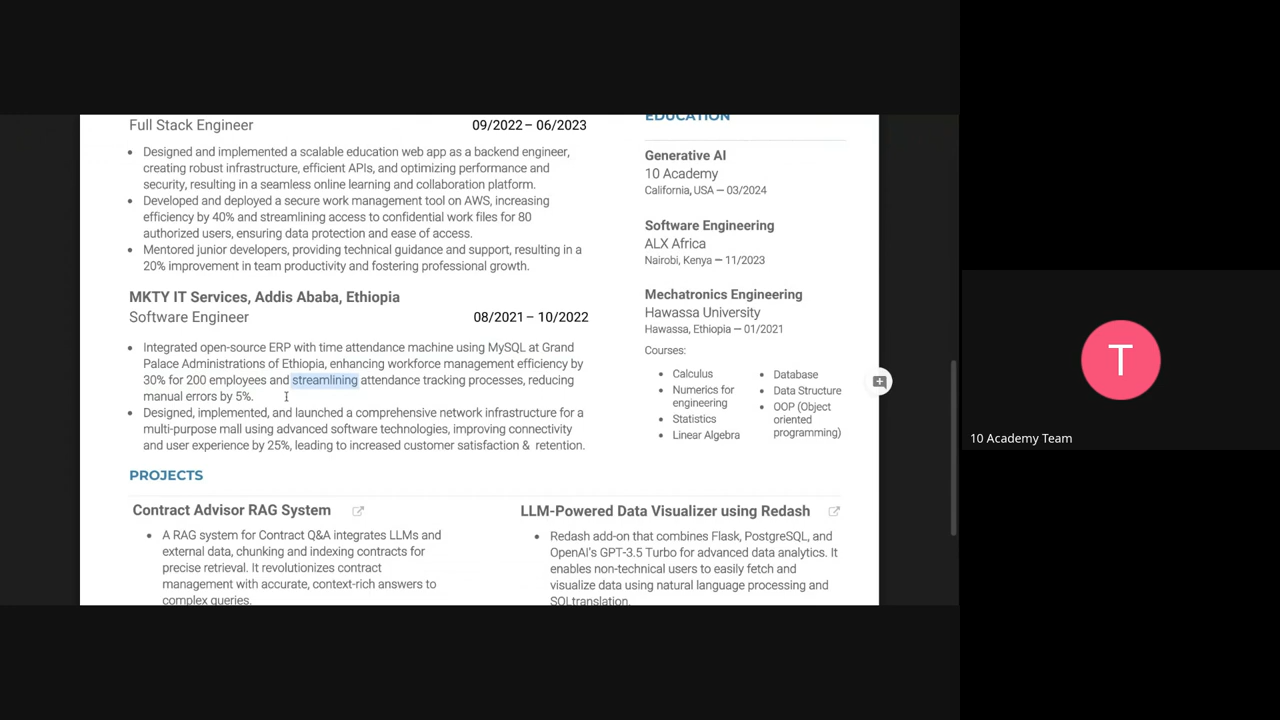 Full Stack Engineer
09/2022 – 06/2023
Designed and implemented a scalable education web app as a backend engineer,
creating robust infrastructure, efficient APIs, and optimizing performance and
security, resulting in a seamless online learning and collaboration platform.
Developed and deployed a secure work management tool on AWS, increasing
efficiency by 40% and streamlining access to confidential work files for 80
authorized users, ensuring data protection and ease of access.
Mentored junior developers, providing technical guidance and support, resulting in a
20% improvement in team productivity and fostering professional growth.
MKTY IT Services, Addis Ababa, Ethiopia
Software Engineer
08/2021 – 10/2022
Integrated open-source ERP with time attendance machine using MySQL at Grand
Palace Administrations of Ethiopia, enhancing workforce management efficiency by
30% for 200 employees and streamlining attendance tracking processes, reducing
manual errors by 5%.
Designed, implemented, and launched a comprehensive network infrastructure for a
multi-purpose mall using advanced software technologies, improving connectivity
and user experience by 25%, leading to increased customer satisfaction & retention.
EDUCATION
Generative AI
10 Academy
California, USA — 03/2024
Software Engineering
ALX Africa
Nairobi, Kenya — 11/2023
Mechatronics Engineering
Hawassa University
Hawassa, Ethiopia — 01/2021
Courses:
Calculus
Numerics for
engineering
Statistics
Linear Algebra
Database
Data Structure
OOP (Object
oriented
programming)
PROJECTS
Contract Advisor RAG System
A RAG system for Contract Q&A integrates LLMs and
external data, chunking and indexing contracts for
precise retrieval. It revolutionizes contract
management with accurate, context-rich answers to
complex queries.
LLM-Powered Data Visualizer using Redash
Redash add-on that combines Flask, PostgreSQL, and
OpenAI's GPT-3.5 Turbo for advanced data analytics. It
enables non-technical users to easily fetch and
visualize data using natural language processing and
SQLtranslation.
T
10 Academy Team